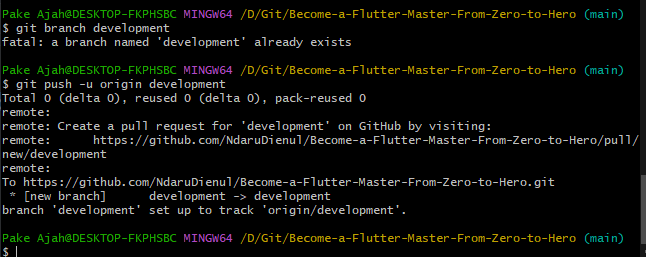 Pake Ajah@DESKTOP-FKPHSBC MINGW64 /D/Git/Become-a-Flutter-Master-From-Zero-to-Hero (main)
$ git branch development
fatal: a branch named 'development' already exists
Pake Ajah@DESKTOP-FKPHSBC MINGW64 /D/Git/Become-a-Flutter-Master-From-Zero-to-Hero (main)
$ git push -u origin development
Total 0 (delta 0), reused 0 (delta 0), pack-reused 0
remote:
remote: Create a pull request for 'development' on GitHub by visiting:
remote:      https://github.com/NdaruDienul/Become-a-Flutter-Master-From-Zero-to-Hero/pull/
new/development
remote:
To https://github.com/NdaruDienul/Become-a-Flutter-Master-From-Zero-to-Hero.git
 * [new branch]      development -> development
branch 'development' set up to track 'origin/development'.
Pake Ajah@DESKTOP-FKPHSBC MINGW64 /D/Git/Become-a-Flutter-Master-From-Zero-to-Hero (main)
$